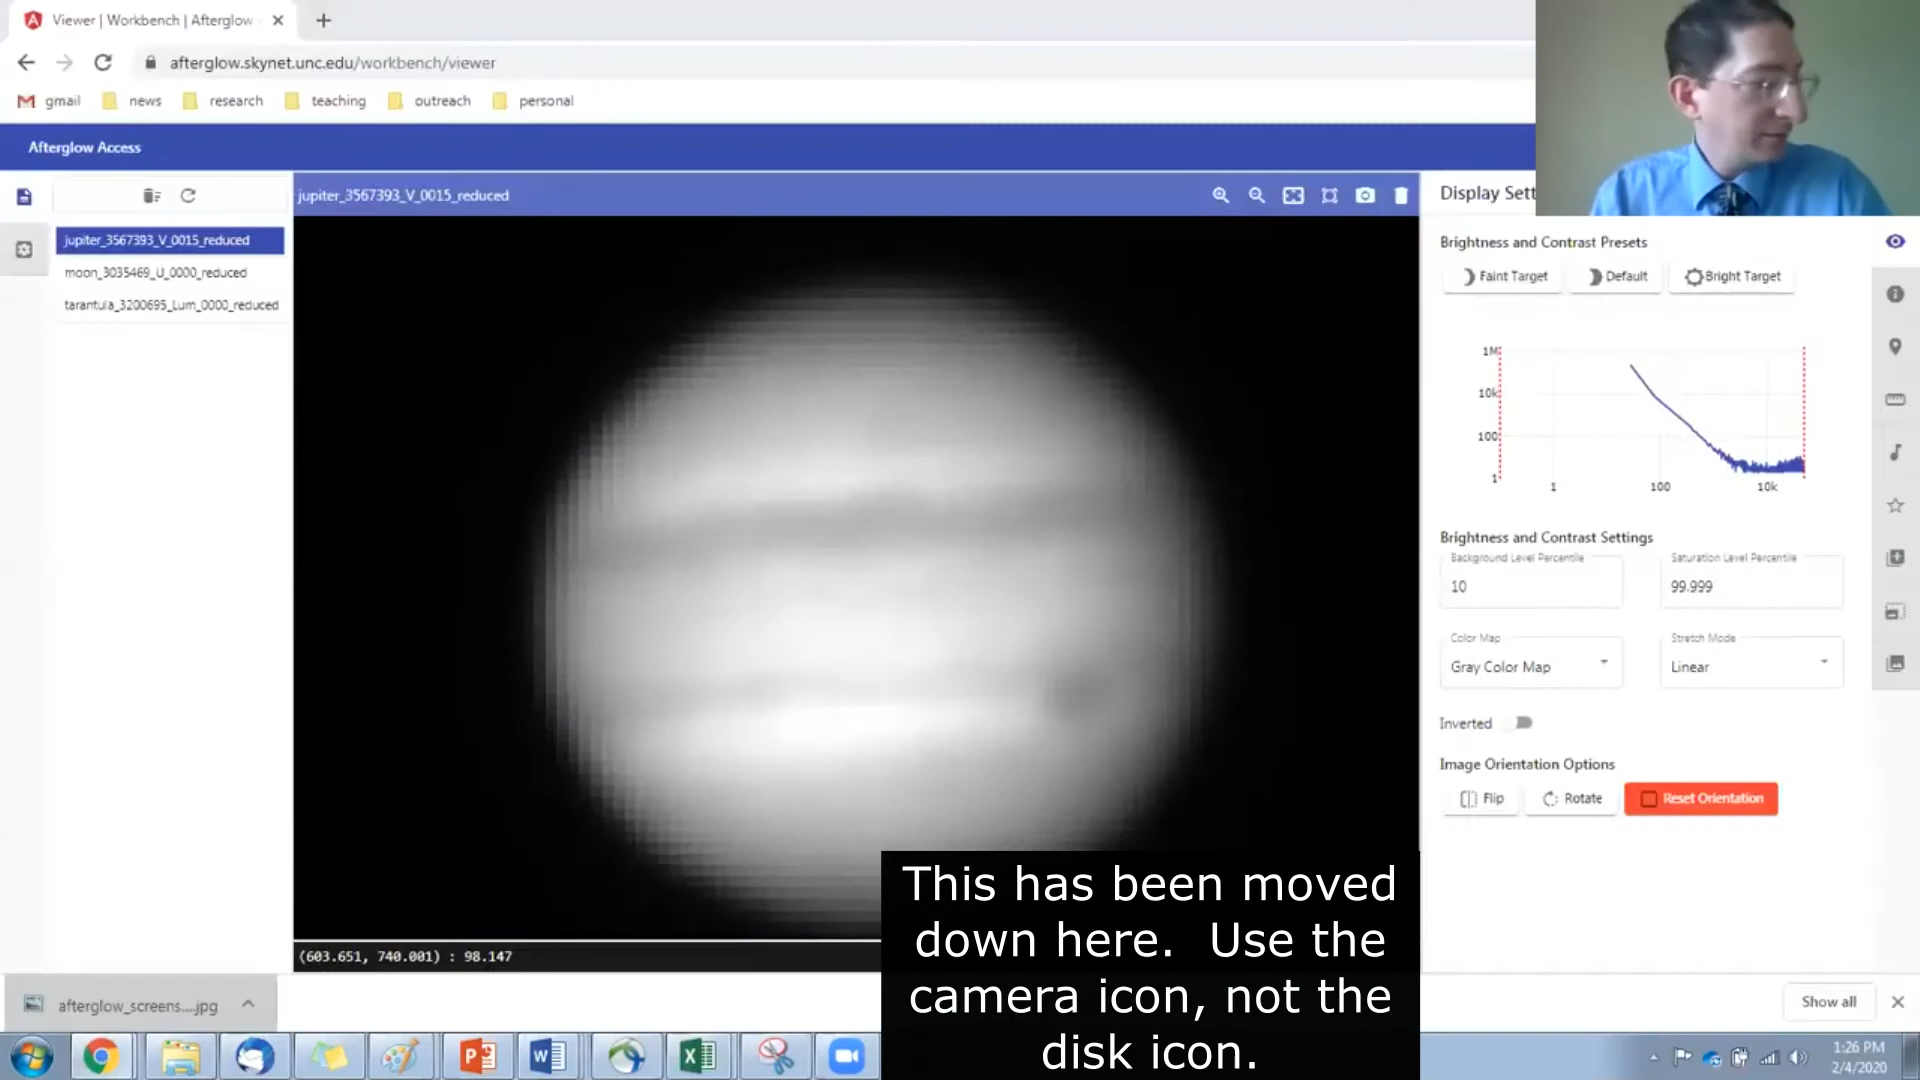 Viewer | Workbench | Afterglow
afterglow.skynet.unc.edu/workbench/viewer
gmail news research teaching outreach personal
Afterglow Access
jupiter_3567393_V_0015_reduced
Display Sett
jupiter_3567393_V_0015_reduced
moon_3035469_U_0000_reduced
tarantula_3200695_Lum_0000_reduced
Brightness and Contrast Presets
Faint Target Default Bright Target
1M
10k
100
1
1 100 10k
Brightness and Contrast Settings
Background Level Percentile Saturation Level Percentile
10 99.999
Color Map Stretch Mode
Gray Color Map Linear
Inverted
Image Orientation Options
Flip Rotate Reset Orientation
(603.651, 740.001) : 98.147
This has been moved
down here. Use the
camera icon, not the
disk icon.
afterglow_screens....jpg
Show all
1:26 PM
2/4/2020